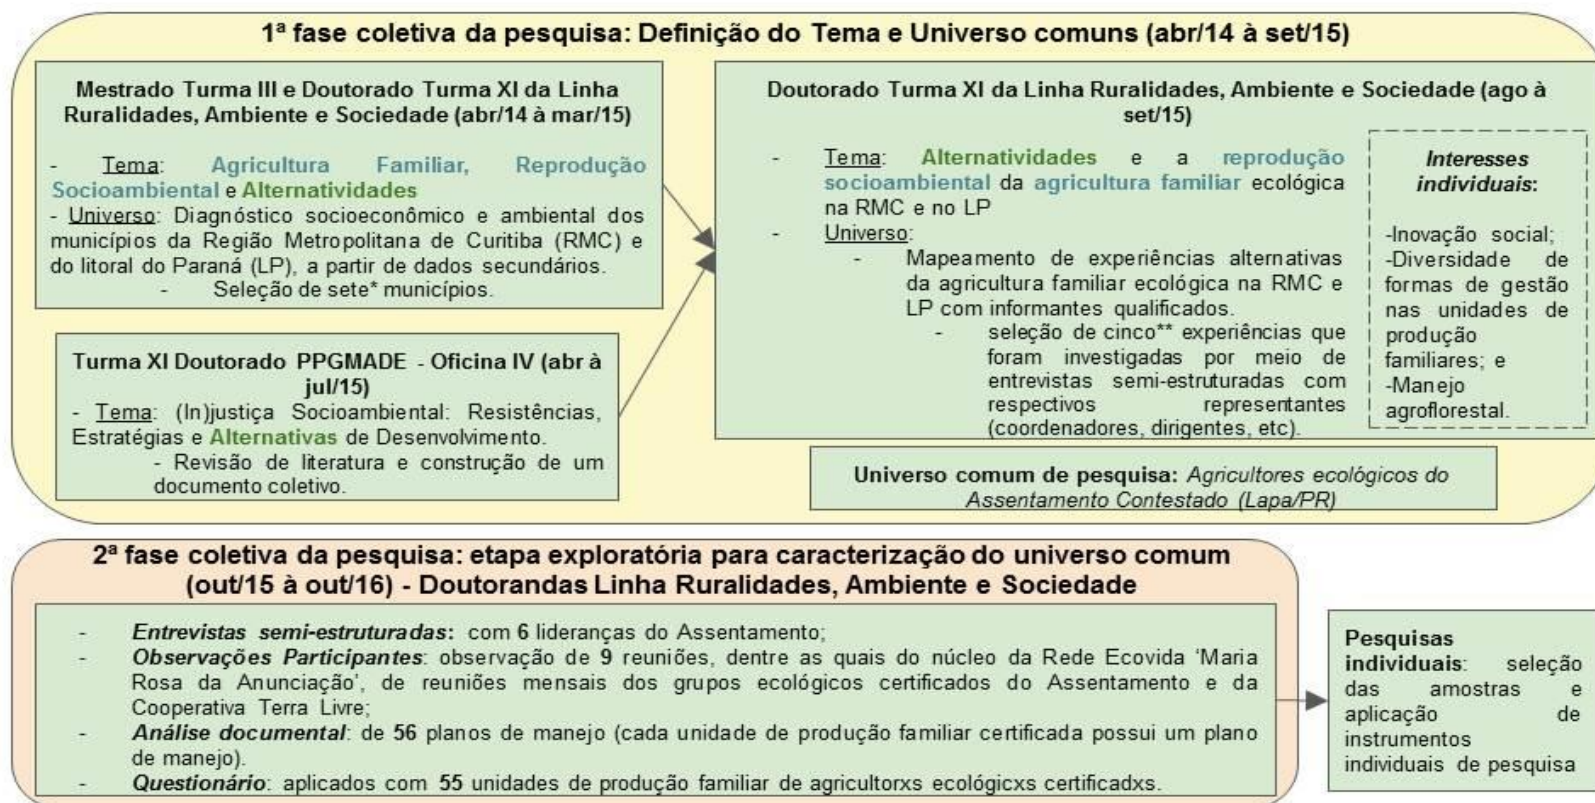 1ª fase coletiva da pesquisa: Definição do Tema e Universo comuns (abr/14 à set/15)
Mestrado Turma III e Doutorado Turma XI da Linha
Ruralidades, Ambiente e Sociedade (abr/14 à mar/15)
- Tema: Agricultura Familiar, Reprodução
Socioambiental e Alternatividades
- Universo: Diagnóstico socioeconômico e ambiental dos
municípios da Região Metropolitana de Curitiba (RMC) e
do litoral do Paraná (LP), a partir de dados secundários.
- Seleção de sete* municípios.
Turma XI Doutorado PPGMADE - Oficina IV (abr à
jul/15)
- Tema: (In)justiça Socioambiental: Resistências,
Estratégias e Alternativas de Desenvolvimento.
- Revisão de literatura e construção de um
documento coletivo.
Doutorado Turma XI da Linha Ruralidades, Ambiente e Sociedade (ago à
set/15)
- Tema: Alternatividades e a reprodução
socioambiental da agricultura familiar ecológica
na RMC e no LP
- Universo:
- Mapeamento de experiências alternativas
da agricultura familiar ecológica na RMC e
LP com informantes qualificados.
- seleção de cinco** experiências que
foram investigadas por meio de
entrevistas semi-estruturadas com
respectivos representantes
(coordenadores, dirigentes, etc).
Interesses
individuais:
-Inovação social;
-Diversidade de
formas de gestão
nas unidades de
produção
familiares; e
-Manejo
agroflorestal.
Universo comum de pesquisa: Agricultores ecológicos do
Assentamento Contestado (Lapa/PR)
2ª fase coletiva da pesquisa: etapa exploratória para caracterização do universo comum
(out/15 à out/16) - Doutorandas Linha Ruralidades, Ambiente e Sociedade
- Entrevistas semi-estruturadas: com 6 lideranças do Assentamento;
- Observações Participantes: observação de 9 reuniões, dentre as quais do núcleo da Rede Ecovida 'Maria
Rosa da Anunciação', de reuniões mensais dos grupos ecológicos certificados do Assentamento e da
Cooperativa Terra Livre;
- Análise documental: de 56 planos de manejo (cada unidade de produção familiar certificada possui um plano
de manejo).
- Questionário: aplicados com 55 unidades de produção familiar de agricultorxs ecológicxs certificadxs.
Pesquisas
individuais: seleção
das amostras e
aplicação de
instrumentos
individuais de pesquisa